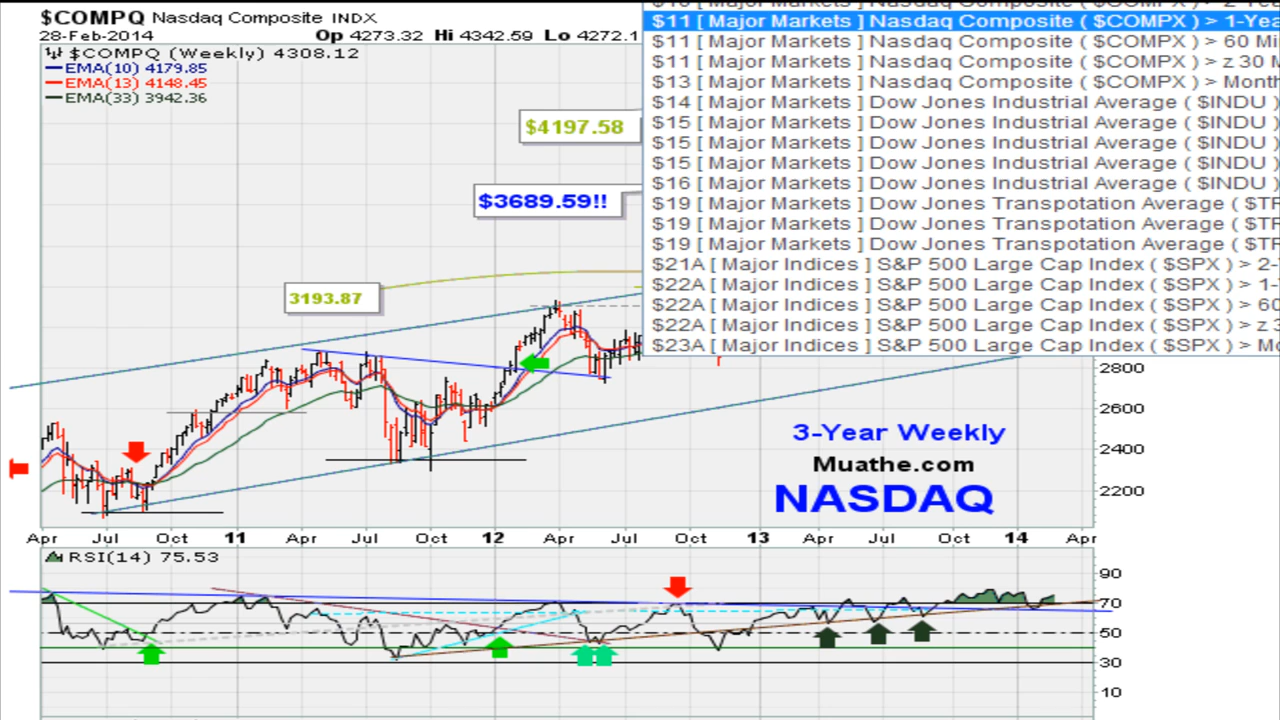 $COMPQ Nasdaq Composite INDX
28-Feb-2014 Op 4273.32 Hi 4342.59 Lo 4272.1
$COMPQ (Weekly) 4308.12
EMA(10) 4179.85
EMA(13) 4148.45
EMA(33) 3942.36
$11 [ Major Markets ] Nasdaq Composite ( $COMPX ) > 1-Yea
$11 [ Major Markets ] Nasdaq Composite ( $COMPX ) > 60 Mi
$11 [ Major Markets ] Nasdaq Composite ( $COMPX ) > z 30 M
$13 [ Major Markets ] Nasdaq Composite ( $COMPX ) > Month
$14 [ Major Markets ] Dow Jones Industrial Average ( $INDU )
$15 [ Major Markets ] Dow Jones Industrial Average ( $INDU )
$15 [ Major Markets ] Dow Jones Industrial Average ( $INDU )
$15 [ Major Markets ] Dow Jones Industrial Average ( $INDU )
$16 [ Major Markets ] Dow Jones Industrial Average ( $INDU )
$19 [ Major Markets ] Dow Jones Transpotation Average ( $TR
$19 [ Major Markets ] Dow Jones Transpotation Average ( $TR
$19 [ Major Markets ] Dow Jones Transpotation Average ( $TR
$21A [ Major Indices ] S&P 500 Large Cap Index ( $SPX ) > 2-
$22A [ Major Indices ] S&P 500 Large Cap Index ( $SPX ) > 1-
$22A [ Major Indices ] S&P 500 Large Cap Index ( $SPX ) > 60
$22A [ Major Indices ] S&P 500 Large Cap Index ( $SPX ) > z 3
$23A [ Major Indices ] S&P 500 Large Cap Index ( $SPX ) > Mo
$4197.58
$3689.59!!
3193.87
2800
2600
2400
2200
3-Year Weekly
Muathe.com
NASDAQ
Apr Jul Oct 11 Apr Jul Oct 12 Apr Jul Oct 13 Apr Jul Oct 14 Apr
RSI(14) 75.53
90
70
50
30
10